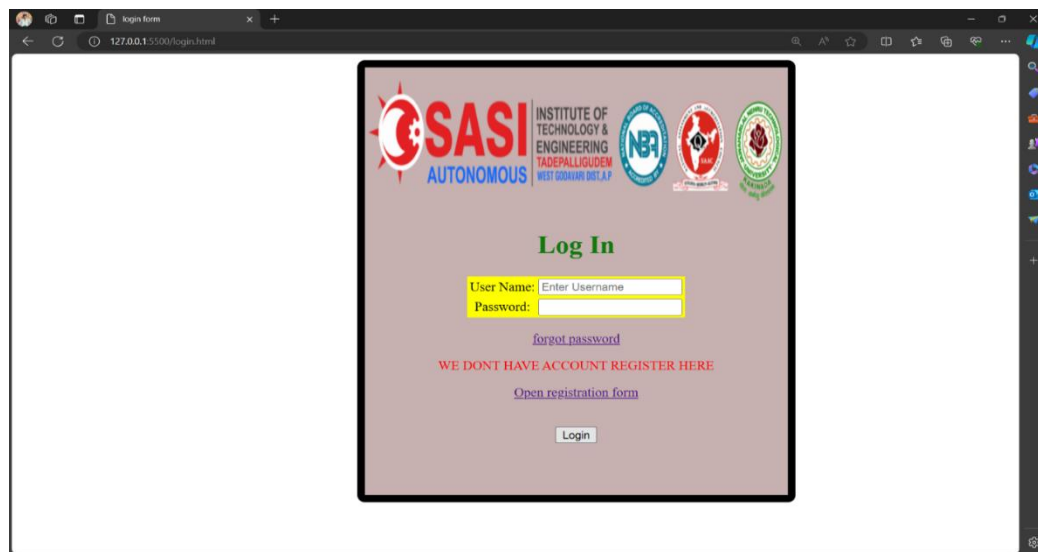 login form
127.0.0.1:5500/login.html
SASI
AUTONOMOUS
INSTITUTE OF
TECHNOLOGY &
ENGINEERING
TADEPALLIGUDEM
WEST GODAVARI DIST,A.P
NBA
KAKINADA
Log In
User Name: Enter Username
Password:
forgot password
WE DONT HAVE ACCOUNT REGISTER HERE
Open registration form
Login